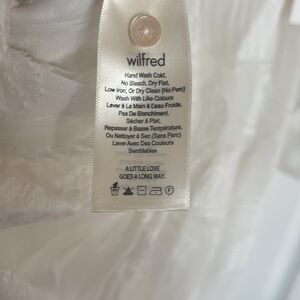 wilfred
Hand Wash Cold,
No Bleach, Dry Flat,
Low Iron, Or Dry Clean (No Perc)
Wash With Like Colours
Laver à La Main à L'eau Froide,
Pas De Blanchiment,
Sécher à Plat,
Repasser à Basse Température,
Ou Nettoyer à Sec (Sans Perc)
Laver Avec Des Couleurs
Semblables
A LITTLE LOVE
GOES A LONG WAY.